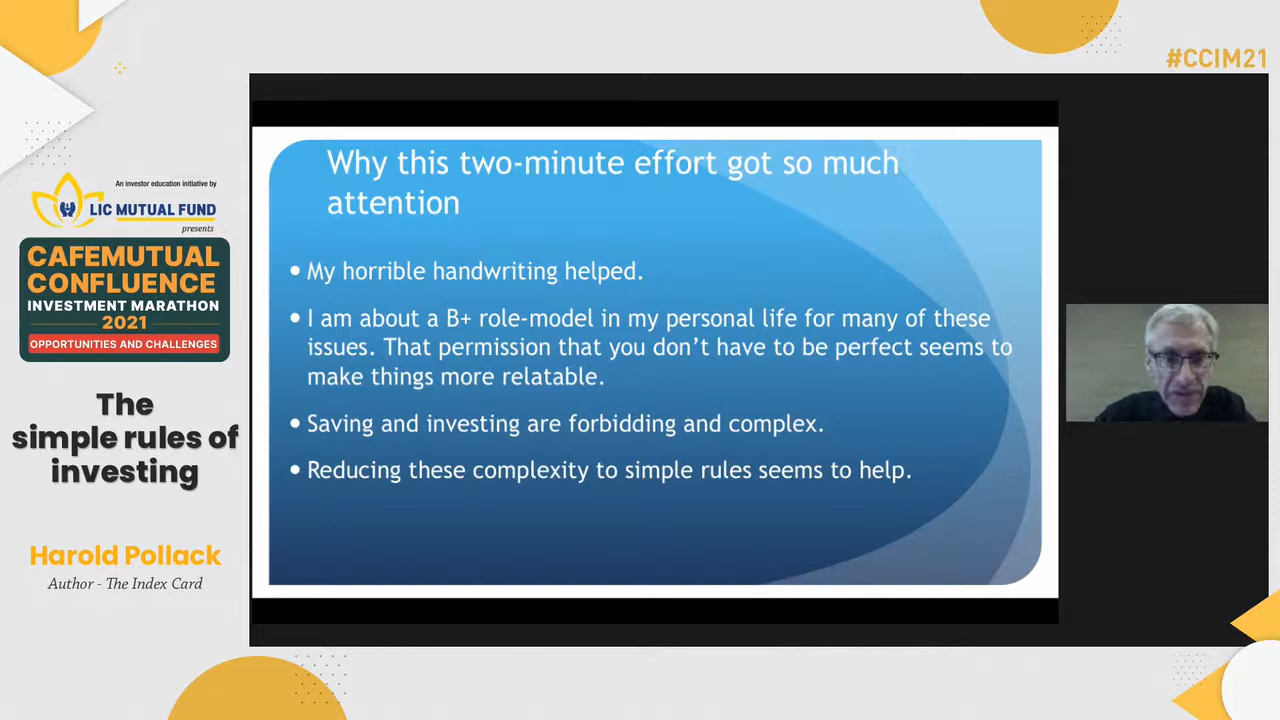 #CCIM21
An investor education initiative by
LIC MUTUAL FUND
presents
CAFEMUTUAL
CONFLUENCE
INVESTMENT MARATHON
2021
OPPORTUNITIES AND CHALLENGES
The
simple rules of
investing
Harold Pollack
Author - The Index Card
Why this two-minute effort got so much
attention
• My horrible handwriting helped.
• I am about a B+ role-model in my personal life for many of these
issues. That permission that you don't have to be perfect seems to
make things more relatable.
• Saving and investing are forbidding and complex.
• Reducing these complexity to simple rules seems to help.